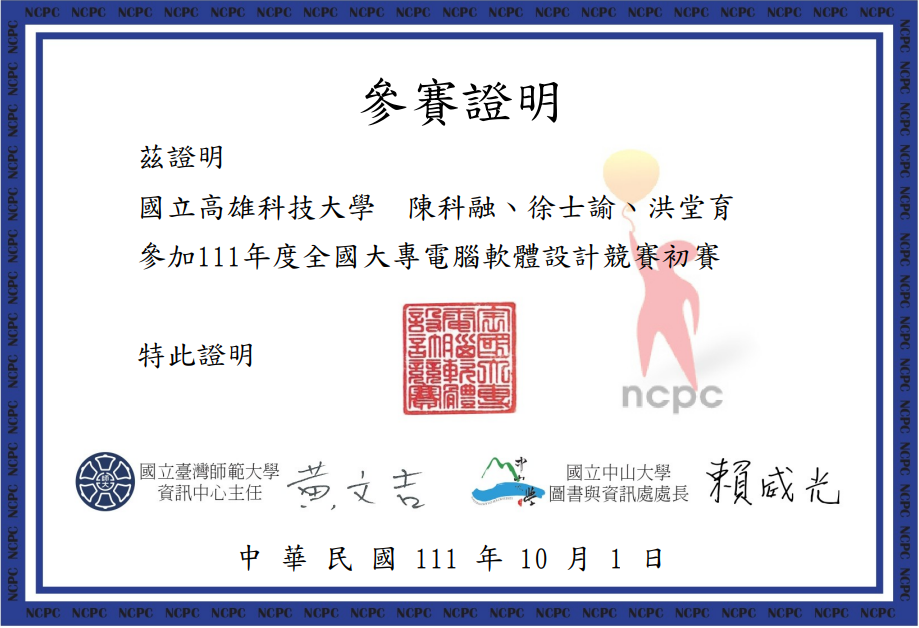 NCPC NCPC NCPC NCPC NCPC NCPC NCPC NCPC NCPC NCPC NCPC NCPC NCPC NCPC NCPC NCPC NCPC NCPC NCPC
參賽證明
茲證明
國立高雄科技大學 陳科融、徐士諭、洪堂育
參加111年度全國大專電腦軟體設計競賽初賽
特此證明
全國大專電腦軟體設計競賽
ncpc
師大
國立臺灣師範大學
資訊中心主任
黃文吉
中山大學
國立中山大學
圖書與資訊處處長
賴威光
中 華 民 國 111 年 10 月 1 日
NCPC NCPC NCPC NCPC NCPC NCPC NCPC NCPC NCPC NCPC NCPC NCPC NCPC NCPC NCPC NCPC NCPC NCPC NCPC